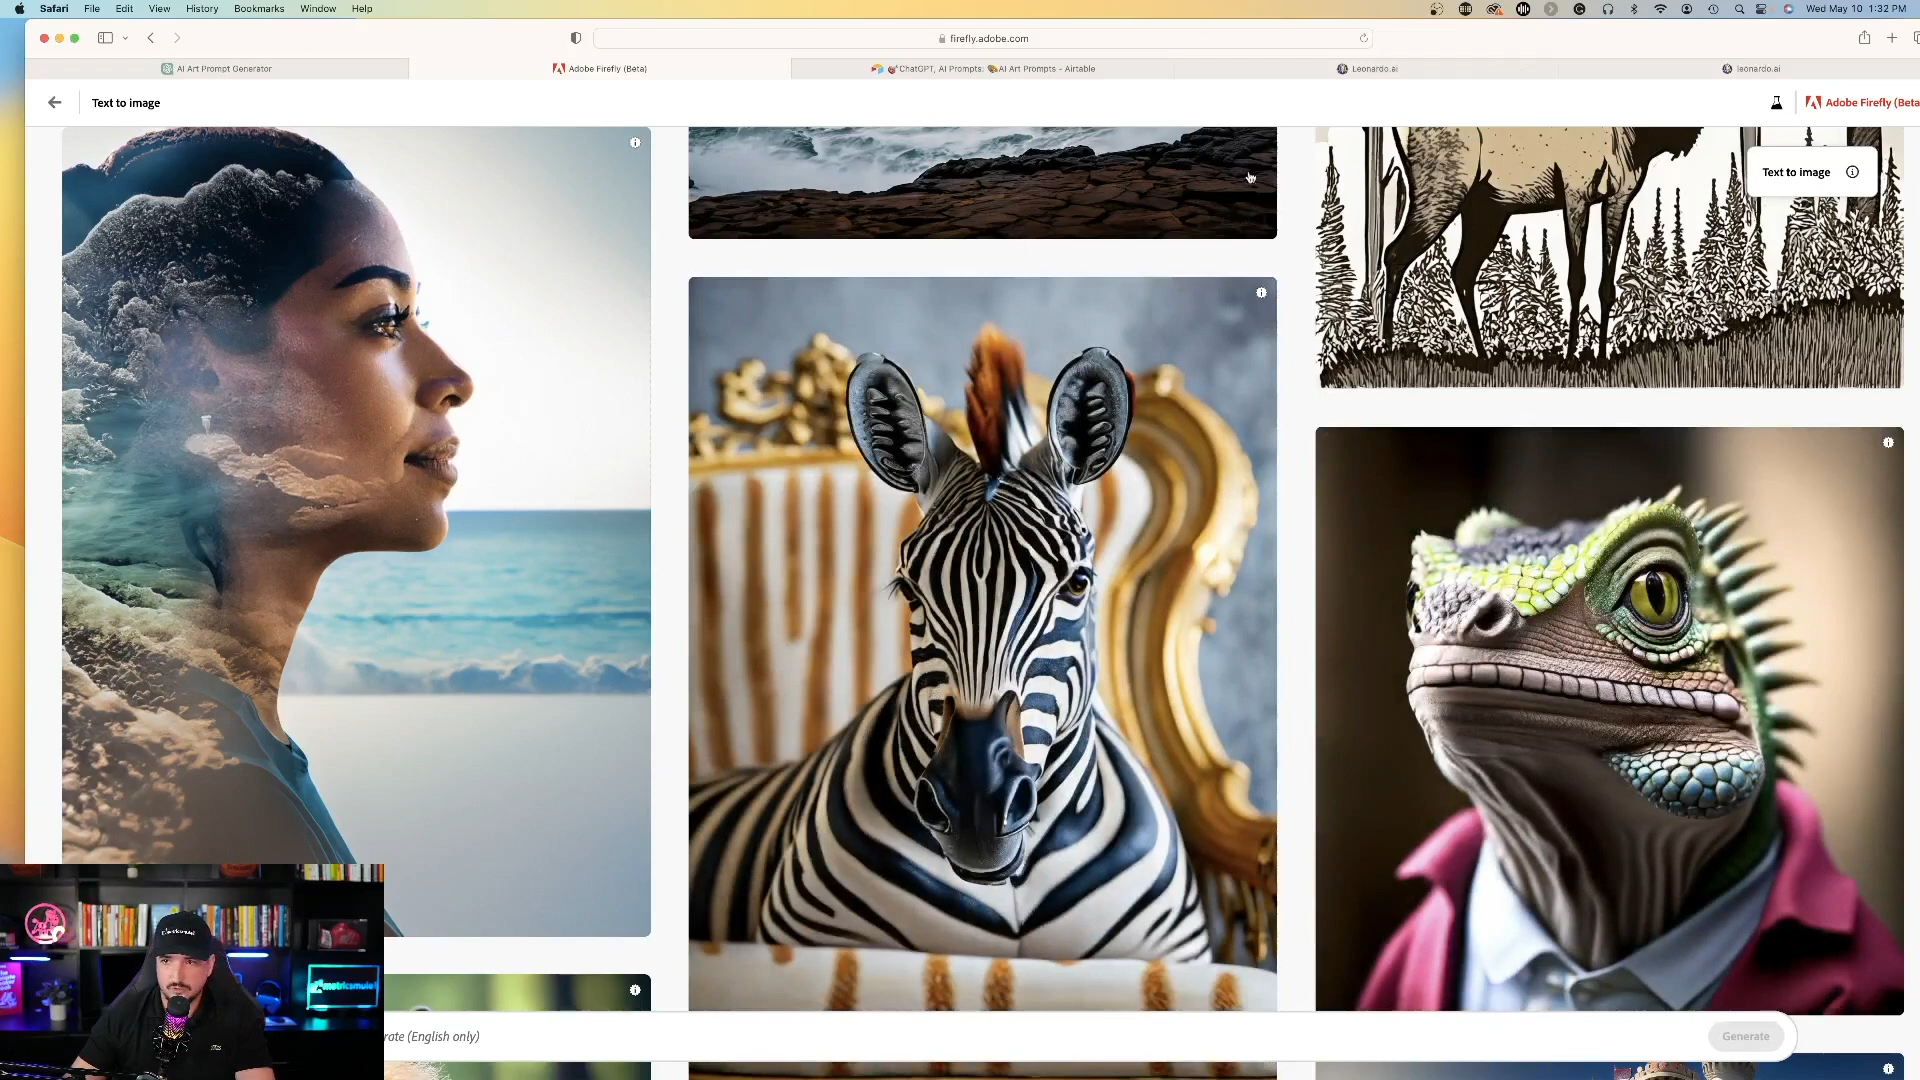 Safari File Edit View History Bookmarks Window Help
Wed May 10 1:32 PM
firefly.adobe.com
AI Art Prompt Generator
Adobe Firefly (Beta)
ChatGPT, AI Prompts: AI Art Prompts - Airtable
Leonardo.ai
leonardo.ai
Text to image
Adobe Firefly (Beta
Text to image
rate (English only)
Generate